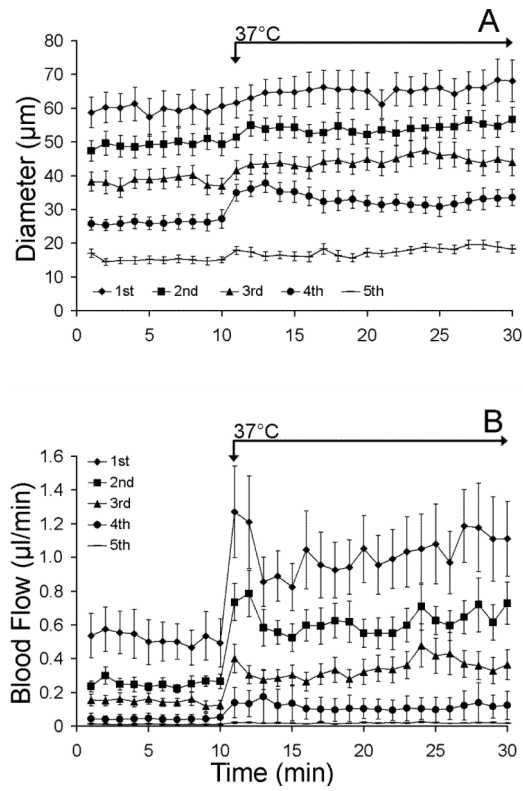 A
37°C
80
70
60
50
40
30
20
10
0
Diameter (µm)
1st 2nd 3rd 4th 5th
0 5 10 15 20 25 30
B
37°C
1.6
1.4
1.2
1.0
0.8
0.6
0.4
0.2
0
Blood Flow (µl/min)
1st
2nd
3rd
4th
5th
0 5 10 15 20 25 30
Time (min)